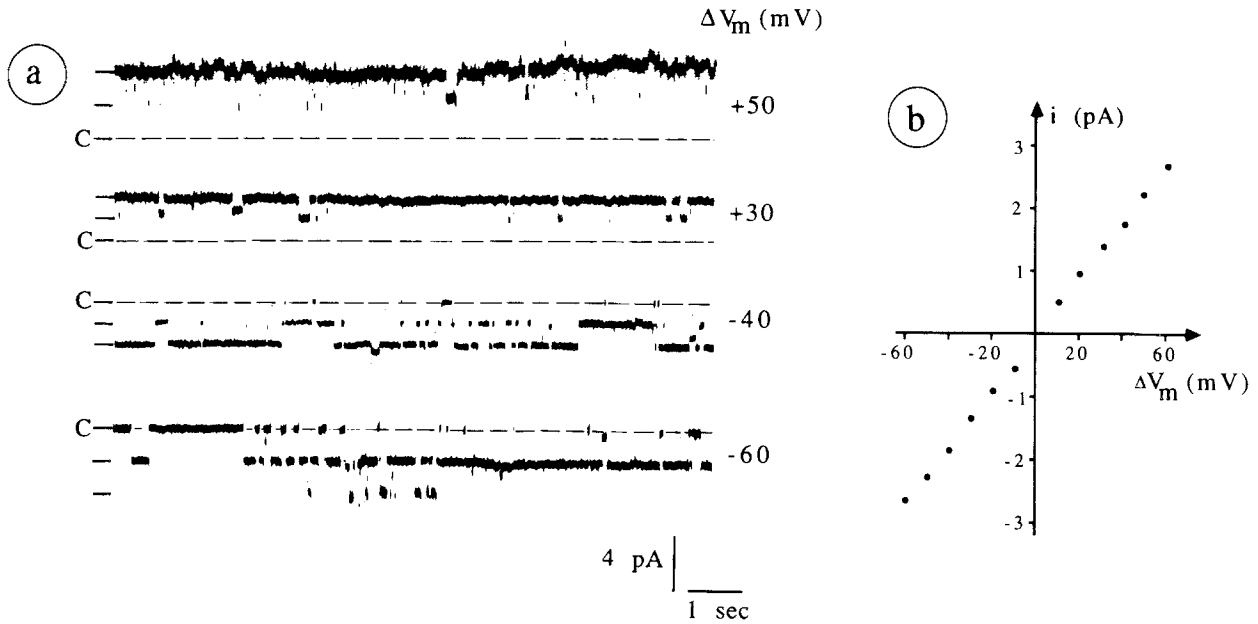 a
ΔVm (mV)
+50
C
+30
C
C
-40
C
-60
4 pA
1 sec
b
i (pA)
3
2
1
-60
-20
20
60
ΔVm (mV)
-1
-2
-3